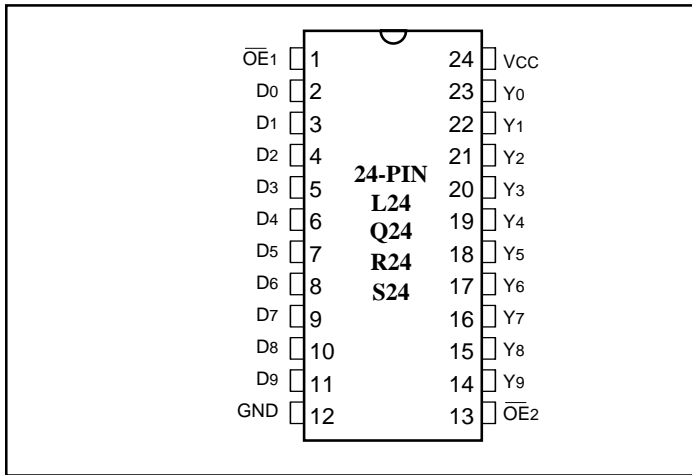 O̅E̅1 1 24 VCC
D0 2 23 Y0
D1 3 22 Y1
D2 4 21 Y2
D3 5 24-PIN 20 Y3
D4 6 L24 19 Y4
D5 7 Q24 18 Y5
D6 8 R24 17 Y6
D7 9 S24 16 Y7
D8 10 15 Y8
D9 11 14 Y9
GND 12 13 O̅E̅2